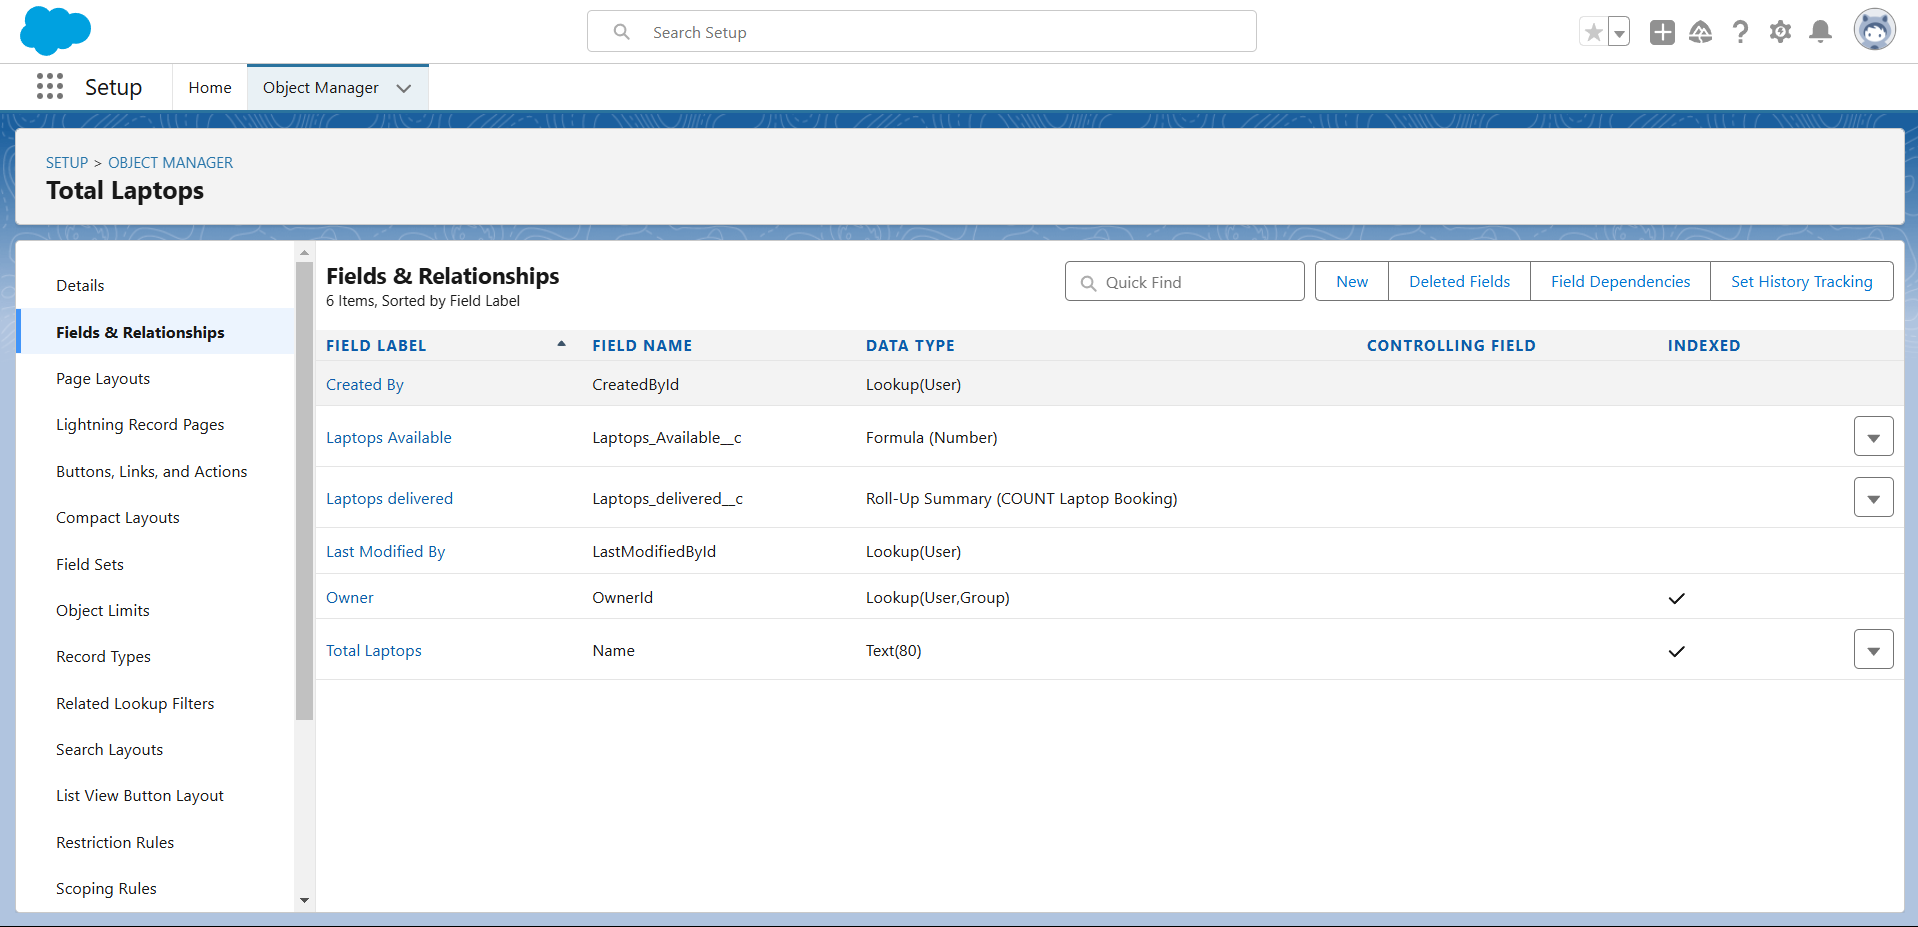 Search Setup
Setup
Home
Object Manager
SETUP > OBJECT MANAGER
Total Laptops
Details
Fields & Relationships
Page Layouts
Lightning Record Pages
Buttons, Links, and Actions
Compact Layouts
Field Sets
Object Limits
Record Types
Related Lookup Filters
Search Layouts
List View Button Layout
Restriction Rules
Scoping Rules
Fields & Relationships
6 Items, Sorted by Field Label
Quick Find
New
Deleted Fields
Field Dependencies
Set History Tracking
FIELD LABEL FIELD NAME DATA TYPE CONTROLLING FIELD INDEXED
Created By CreatedById Lookup(User)
Laptops Available Laptops_Available__c Formula (Number)
Laptops delivered Laptops_delivered__c Roll-Up Summary (COUNT Laptop Booking)
Last Modified By LastModifiedById Lookup(User)
Owner OwnerId Lookup(User,Group)
Total Laptops Name Text(80)